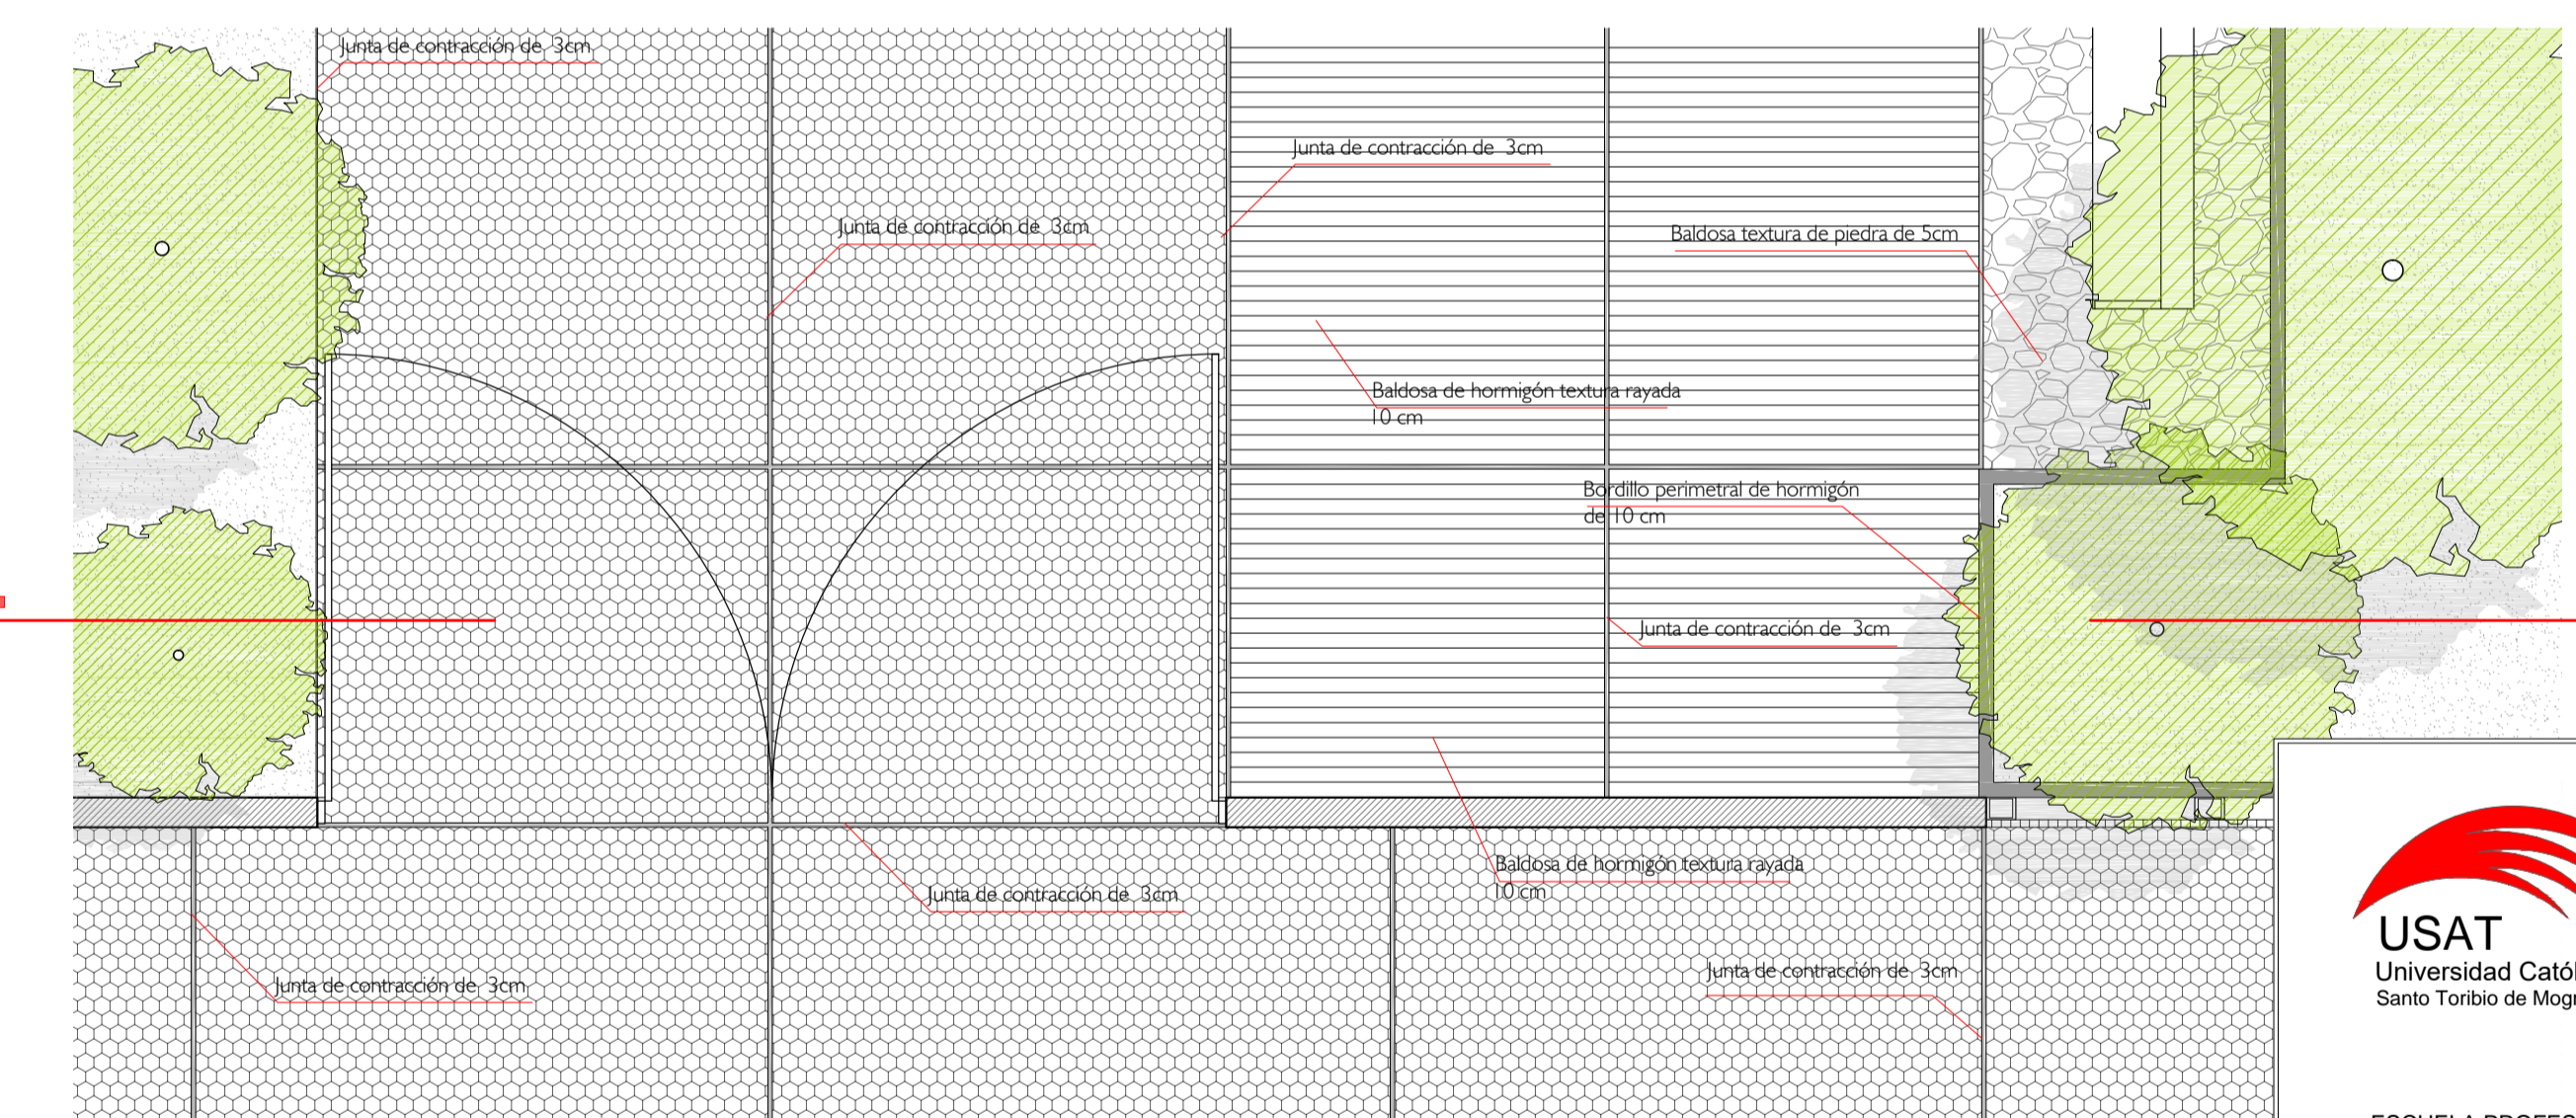 Junta de contracción de 3cm
Junta de contracción de 3cm
Junta de contracción de 3cm
Baldosa textura de piedra de 5cm
Baldosa de hormigón textura rayada
10 cm
Bordillo perimetral de hormigón
de 10 cm
Junta de contracción de 3cm
Baldosa de hormigón textura rayada
10 cm
Junta de contracción de 3cm
Junta de contracción de 3cm
Junta de contracción de 3cm
USAT
Universidad Catól
Santo Toribio de Mogr